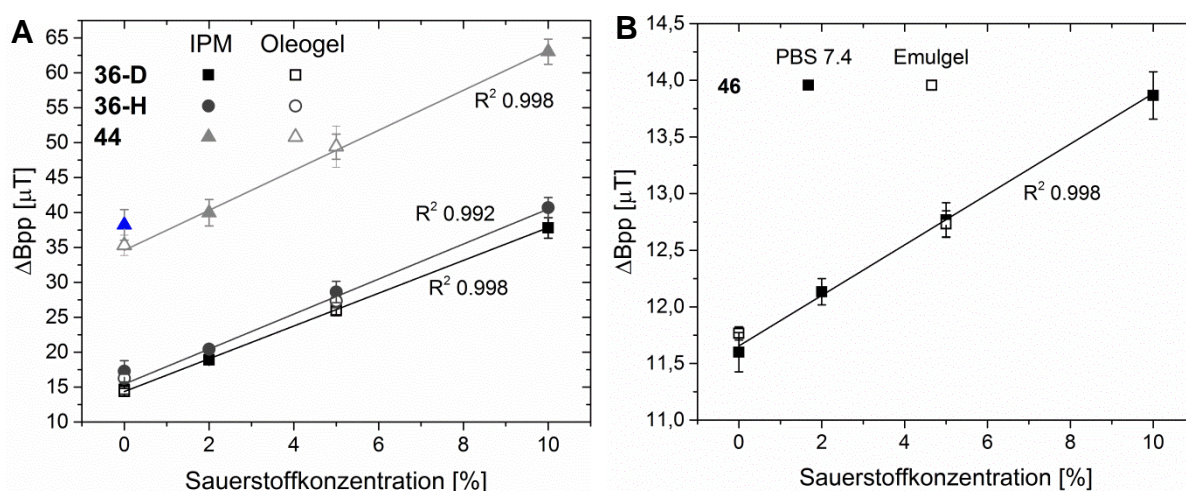 A
IPM Oleogel
36-D
36-H
44
R² 0.998
R² 0.992
R² 0.998
65
60
55
50
45
40
35
30
25
20
15
10
ΔBpp [µT]
0 2 4 6 8 10
Sauerstoffkonzentration [%]
B
PBS 7.4 Emulgel
46
R² 0.998
14,5
14,0
13,5
13,0
12,5
12,0
11,5
11,0
ΔBpp [µT]
0 2 4 6 8 10
Sauerstoffkonzentration [%]